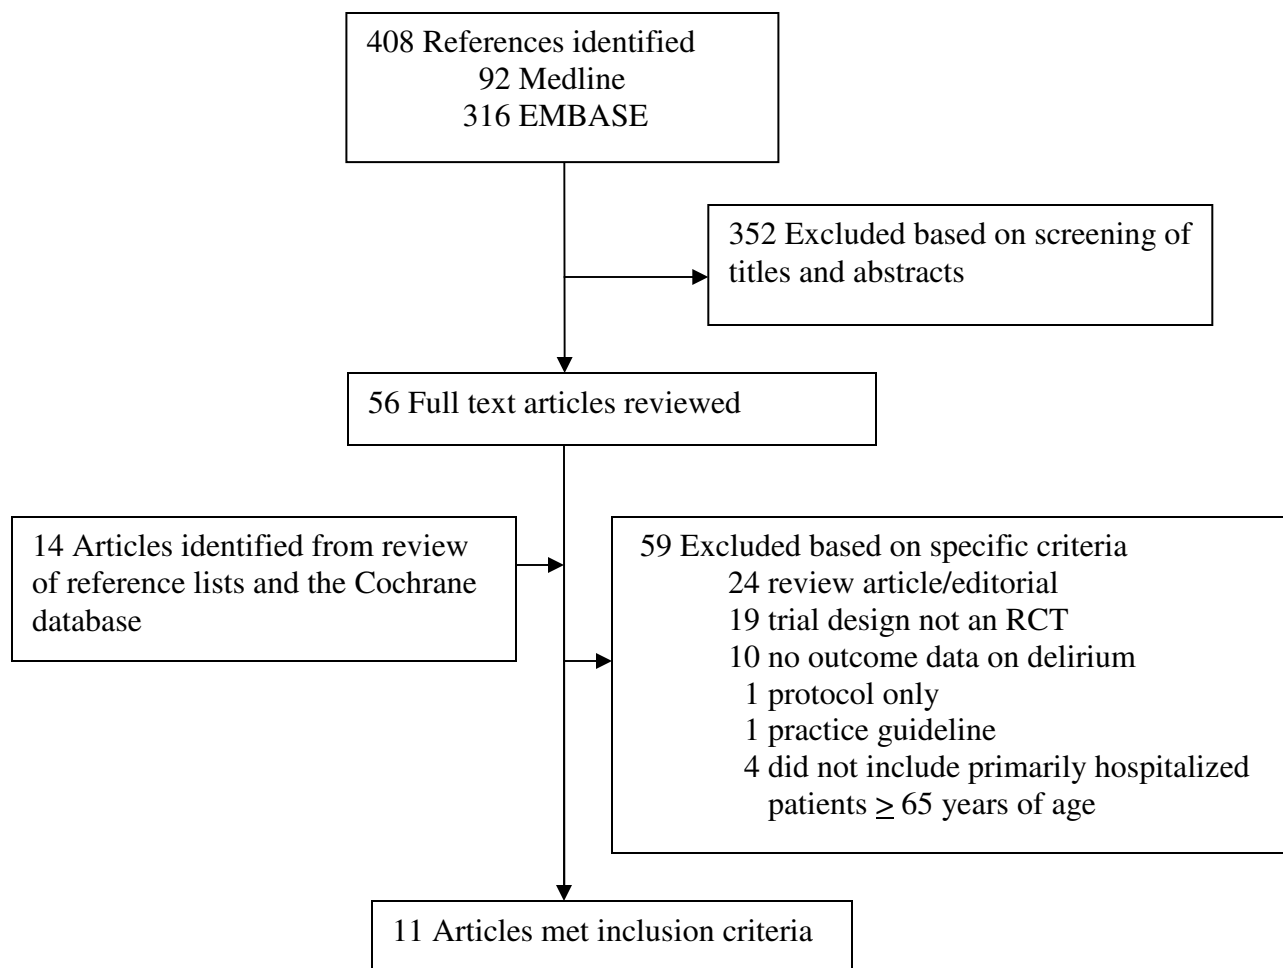 408 References identified
92 Medline
316 EMBASE
352 Excluded based on screening of
titles and abstracts
56 Full text articles reviewed
14 Articles identified from review
of reference lists and the Cochrane
database
59 Excluded based on specific criteria
24 review article/editorial
19 trial design not an RCT
10 no outcome data on delirium
1 protocol only
1 practice guideline
4 did not include primarily hospitalized
patients ≥ 65 years of age
11 Articles met inclusion criteria